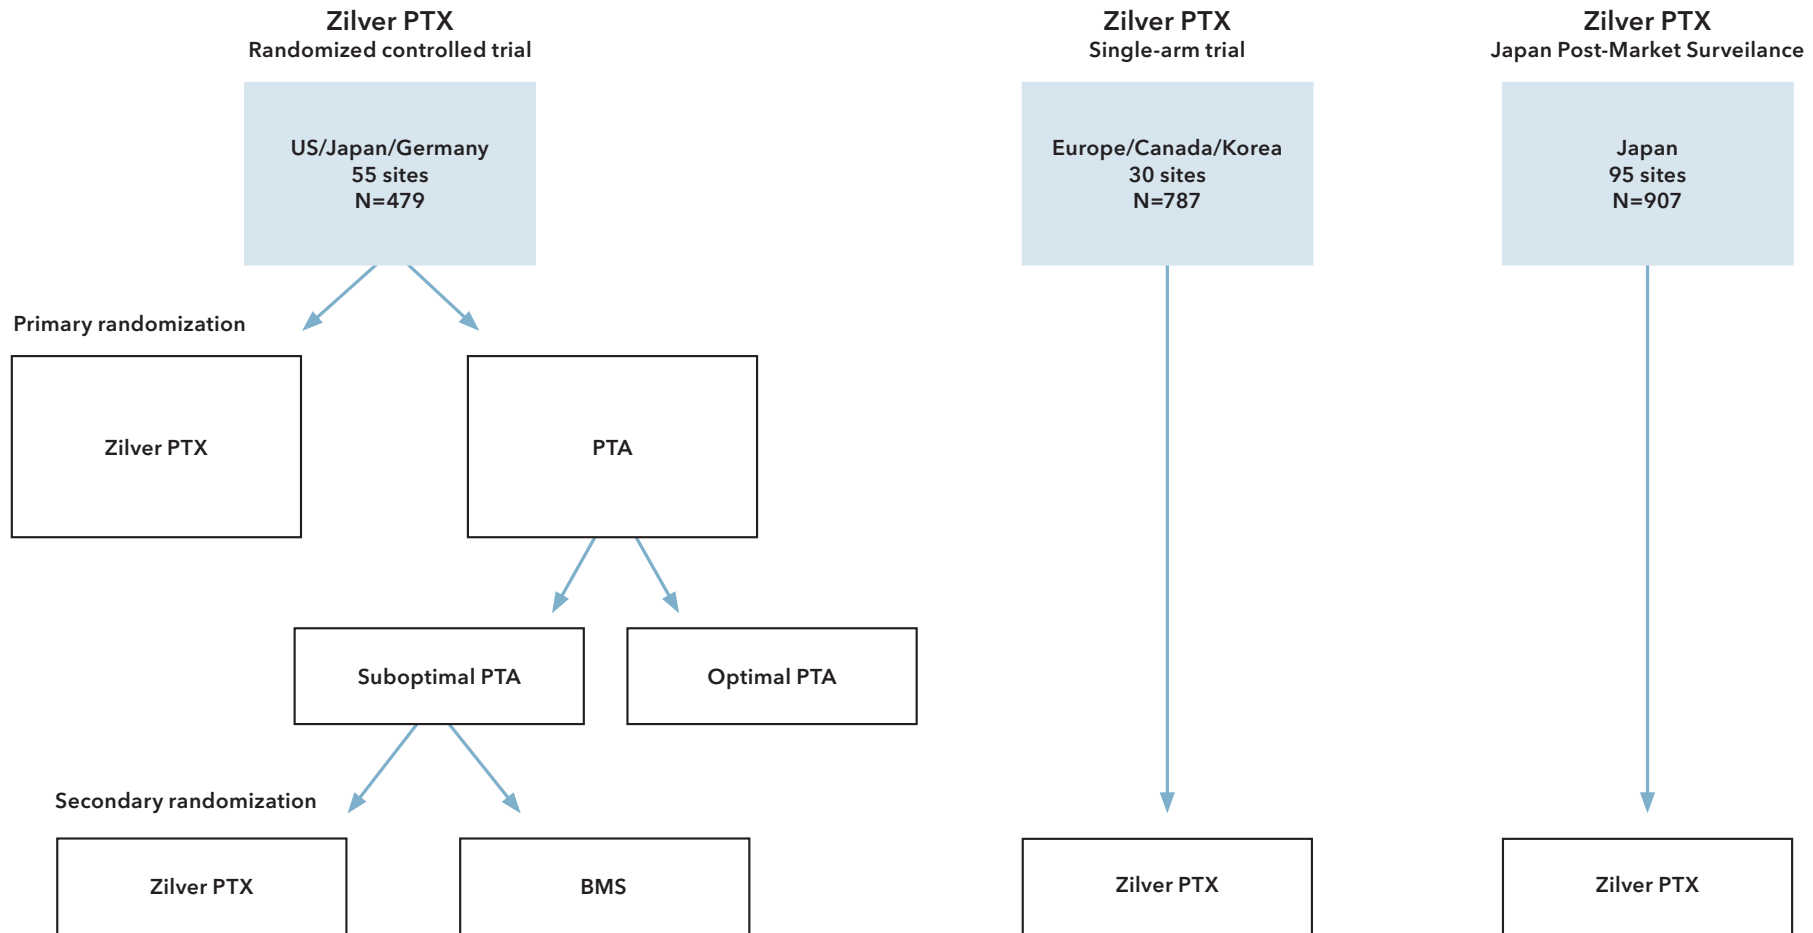 Zilver PTX
Randomized controlled trial
US/Japan/Germany
55 sites
N=479
Primary randomization
Zilver PTX
PTA
Suboptimal PTA
Optimal PTA
Secondary randomization
Zilver PTX
BMS
Zilver PTX
Single-arm trial
Europe/Canada/Korea
30 sites
N=787
Zilver PTX
Zilver PTX
Japan Post-Market Surveilance
Japan
95 sites
N=907
Zilver PTX